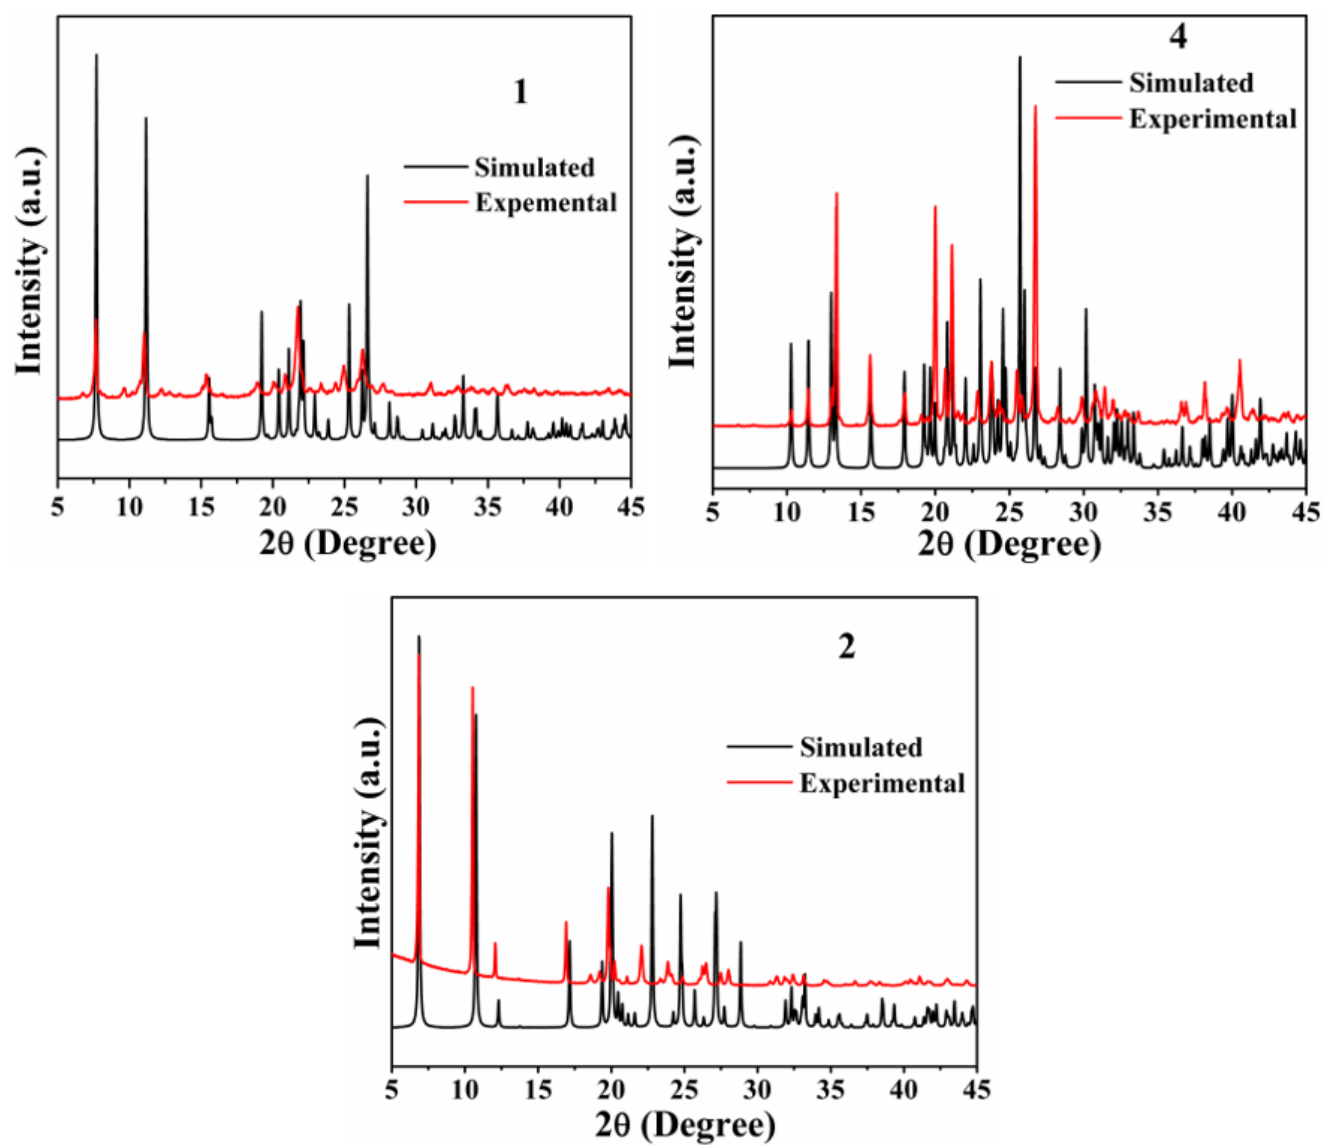 1
Simulated
Expemental
Intensity (a.u.)
5 10 15 20 25 30 35 40 45
2θ (Degree)
4
Simulated
Experimental
Intensity (a.u.)
5 10 15 20 25 30 35 40 45
2θ (Degree)
2
Simulated
Experimental
Intensity (a.u.)
5 10 15 20 25 30 35 40 45
2θ (Degree)